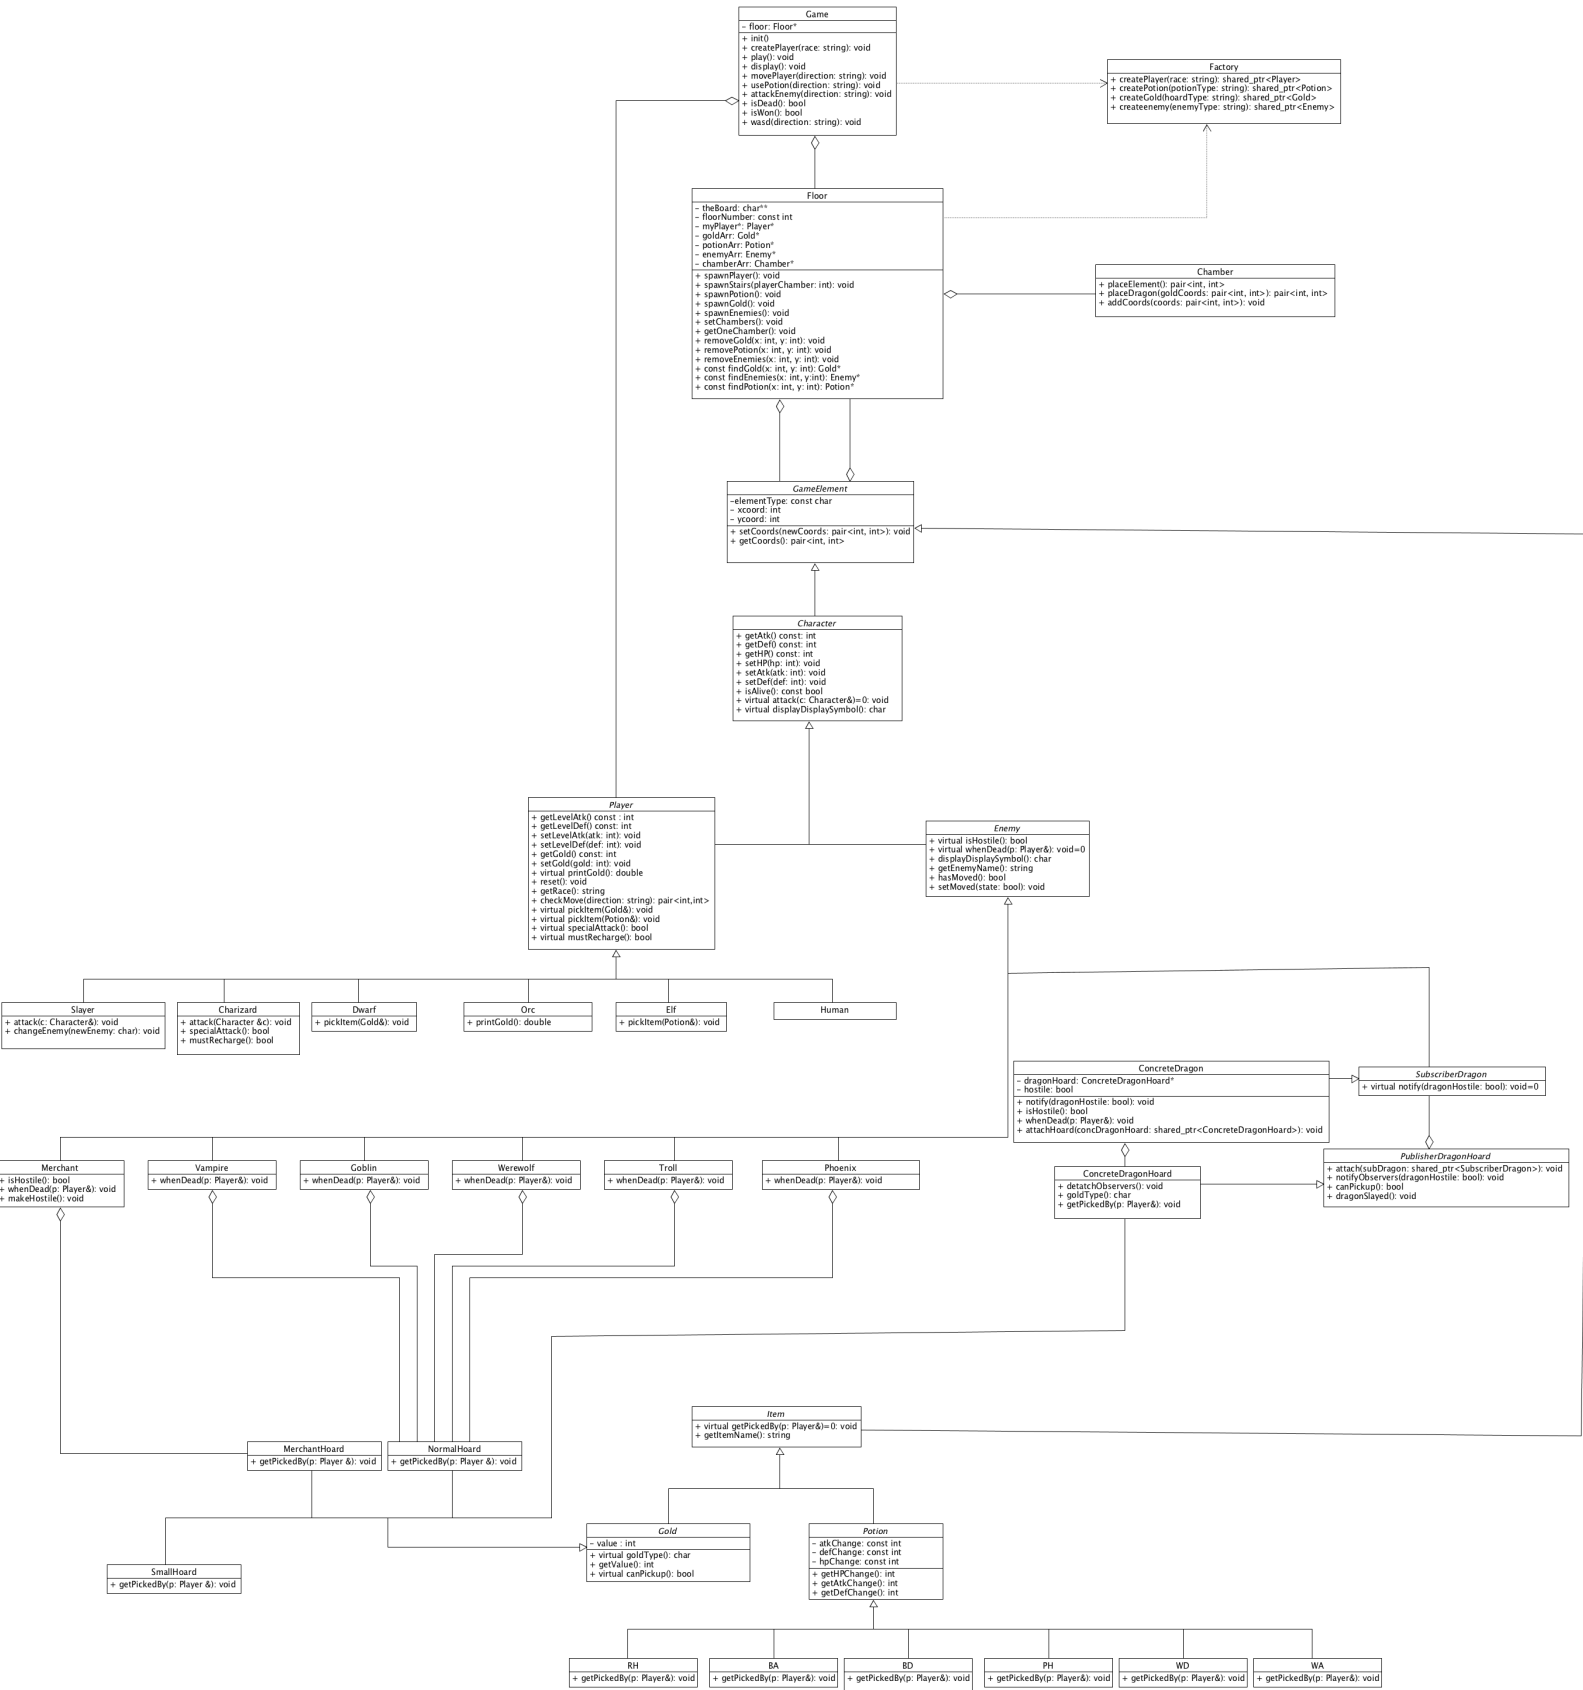 Game
- floor: Floor*
+ init()
+ createPlayer(race: string): void
+ play(): void
+ display(): void
+ movePlayer(direction: string): void
+ usePotion(direction: string): void
+ attackEnemy(direction: string): void
+ isDead(): bool
+ isWon(): bool
+ wasd(direction: string): void
Factory
+ createPlayer(race: string): shared_ptr<Player>
+ createPotion(potionType: string): shared_ptr<Potion>
+ createGold(hoardType: string): shared_ptr<Gold>
+ createenemy(enemyType: string): shared_ptr<Enemy>
Floor
- theBoard: char**
- floorNumber: const int
- myPlayer*: Player*
- goldArr: Gold*
- potionArr: Potion*
- enemyArr: Enemy*
- chamberArr: Chamber*
+ spawnPlayer(): void
+ spawnStairs(playerChamber: int): void
+ spawnPotion(): void
+ spawnGold(): void
+ spawnEnemies(): void
+ setChambers(): void
+ getOneChamber(): void
+ removeGold(x: int, y: int): void
+ removePotion(x: int, y: int): void
+ removeEnemies(x: int, y: int): void
+ const findGold(x: int, y: int): Gold*
+ const findEnemies(x: int, y:int): Enemy*
+ const findPotion(x: int, y: int): Potion*
Chamber
+ placeElement(): pair<int, int>
+ placeDragon(goldCoords: pair<int, int>): pair<int, int>
+ addCoords(coords: pair<int, int>): void
GameElement
-elementType: const char
- xcoord: int
- ycoord: int
+ setCoords(newCoords: pair<int, int>): void
+ getCoords(): pair<int, int>
Character
+ getAtk() const: int
+ getDef() const: int
+ getHP() const: int
+ setHP(hp: int): void
+ setAtk(atk: int): void
+ setDef(def: int): void
+ isAlive(): const bool
+ virtual attack(c: Character&)=0: void
+ virtual displayDisplaySymbol(): char
Player
+ getLevelAtk() const : int
+ getLevelDef() const: int
+ setLevelAtk(atk: int): void
+ setLevelDef(def: int): void
+ getGold() const: int
+ setGold(gold: int): void
+ virtual printGold(): double
+ reset(): void
+ getRace(): string
+ checkMove(direction: string): pair<int,int>
+ virtual pickItem(Gold&): void
+ virtual pickItem(Potion&): void
+ virtual specialAttack(): bool
+ virtual mustRecharge(): bool
Enemy
+ virtual isHostile(): bool
+ virtual whenDead(p: Player&): void=0
+ displayDisplaySymbol(): char
+ getEnemyName(): string
+ hasMoved(): bool
+ setMoved(state: bool): void
Slayer
+ attack(c: Character&): void
+ changeEnemy(newEnemy: char): void
Charizard
+ attack(Character &c): void
+ specialAttack(): bool
+ mustRecharge(): bool
Dwarf
+ pickItem(Gold&): void
Orc
+ printGold(): double
Elf
+ pickItem(Potion&): void
Human
ConcreteDragon
- dragonHoard: ConcreteDragonHoard*
- hostile: bool
+ notify(dragonHostile: bool): void
+ isHostile(): bool
+ whenDead(p: Player&): void
+ attachHoard(concDragonHoard: shared_ptr<ConcreteDragonHoard>): void
SubscriberDragon
+ virtual notify(dragonHostile: bool): void=0
Merchant
+ isHostile(): bool
+ whenDead(p: Player&): void
+ makeHostile(): void
Vampire
+ whenDead(p: Player&): void
Goblin
+ whenDead(p: Player&): void
Werewolf
+ whenDead(p: Player&): void
Troll
+ whenDead(p: Player&): void
Phoenix
+ whenDead(p: Player&): void
ConcreteDragonHoard
+ detatchObservers(): void
+ goldType(): char
+ getPickedBy(p: Player&): void
PublisherDragonHoard
+ attach(subDragon: shared_ptr<SubscriberDragon>): void
+ notifyObservers(dragonHostile: bool): void
+ canPickup(): bool
+ dragonSlayed(): void
Item
+ virtual getPickedBy(p: Player&)=0: void
+ getItemName(): string
MerchantHoard
+ getPickedBy(p: Player &): void
NormalHoard
+ getPickedBy(p: Player &): void
SmallHoard
+ getPickedBy(p: Player &): void
Gold
- value : int
+ virtual goldType(): char
+ getValue(): int
+ virtual canPickup(): bool
Potion
- atkChange: const int
- defChange: const int
- hpChange: const int
+ getHPChange(): int
+ getAtkChange(): int
+ getDefChange(): int
RH
+ getPickedBy(p: Player&): void
BA
+ getPickedBy(p: Player&): void
BD
+ getPickedBy(p: Player&): void
PH
+ getPickedBy(p: Player&): void
WD
+ getPickedBy(p: Player&): void
WA
+ getPickedBy(p: Player&): void